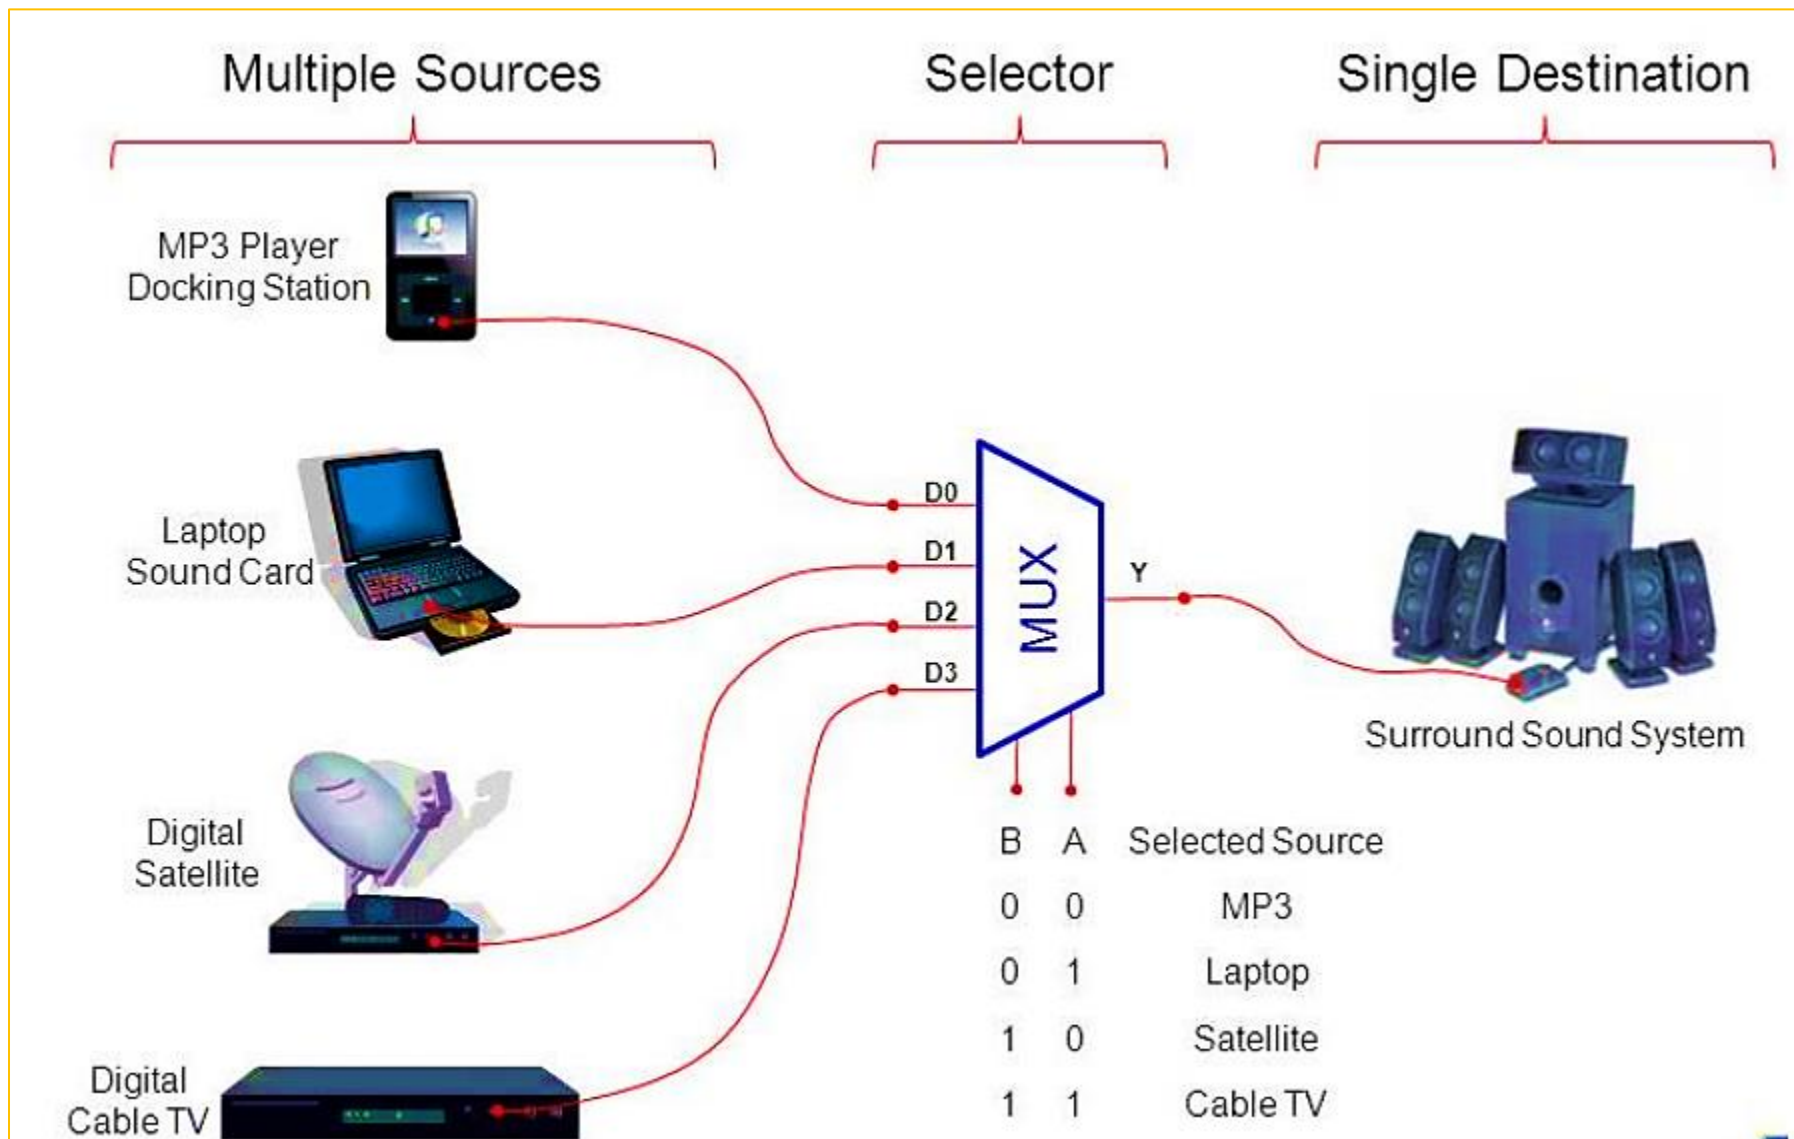 Multiple Sources
Selector
Single Destination
MP3 Player
Docking Station
Laptop
Sound Card
Digital
Satellite
Digital
Cable TV
D0
D1
D2
D3
MUX
Y
Surround Sound System
B A Selected Source
0 0 MP3
0 1 Laptop
1 0 Satellite
1 1 Cable TV